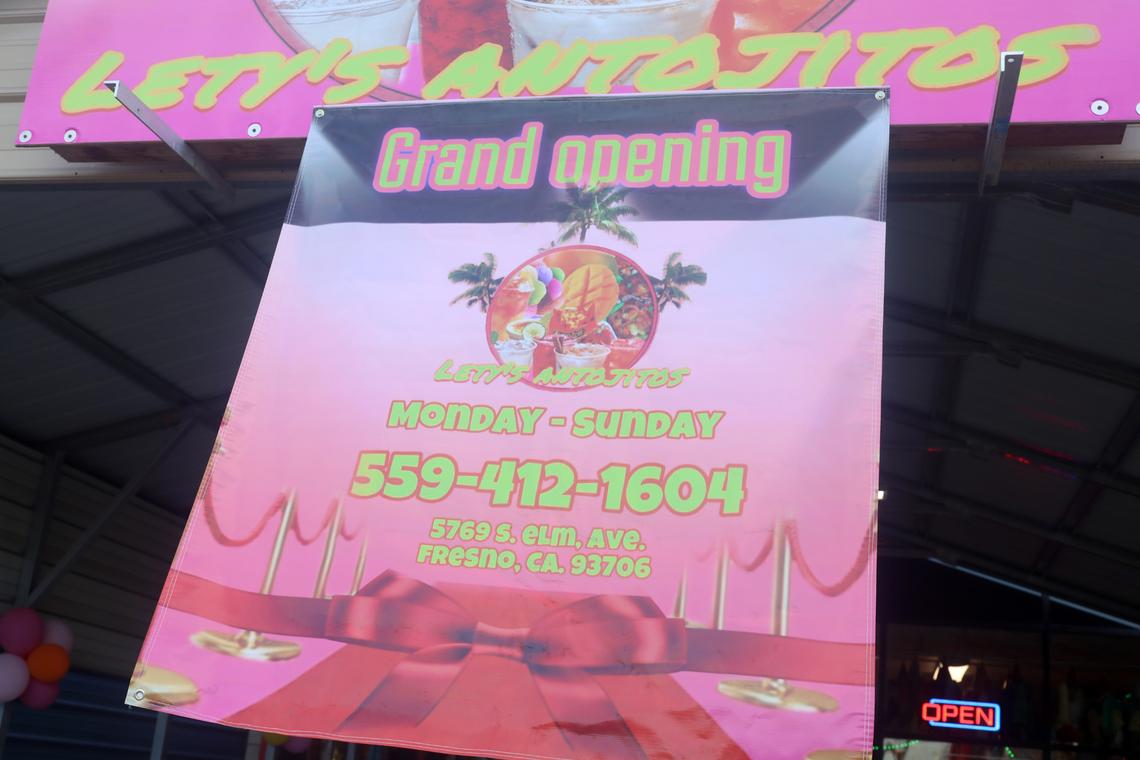 Lety's Antojitos
Grand opening
Lety's Antojitos
Monday - Sunday
559-412-1604
5769 S. elm, Ave.
Fresno, CA. 93706
OPEN